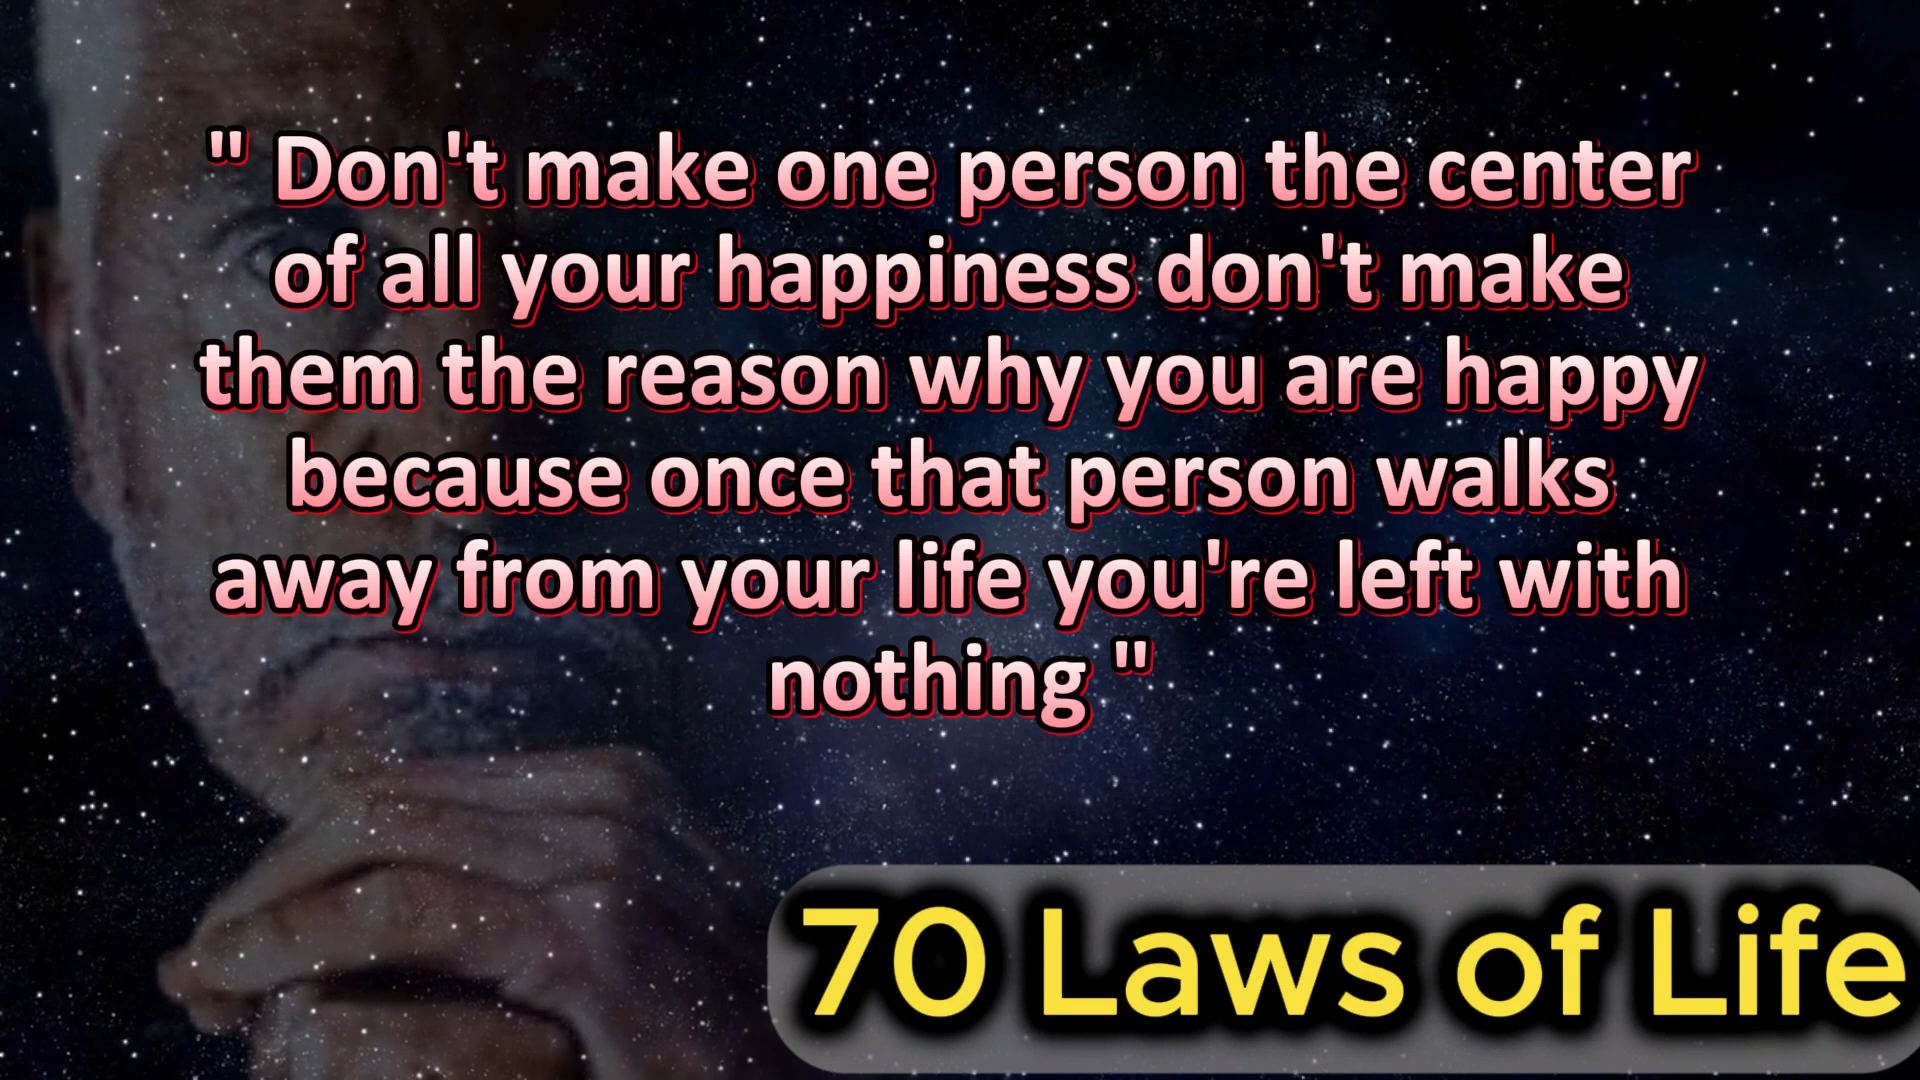 " Don't make one person the center
of all your happiness don't make
them the reason why you are happy
because once that person walks
away from your life you're left with
nothing "
70 Laws of Life